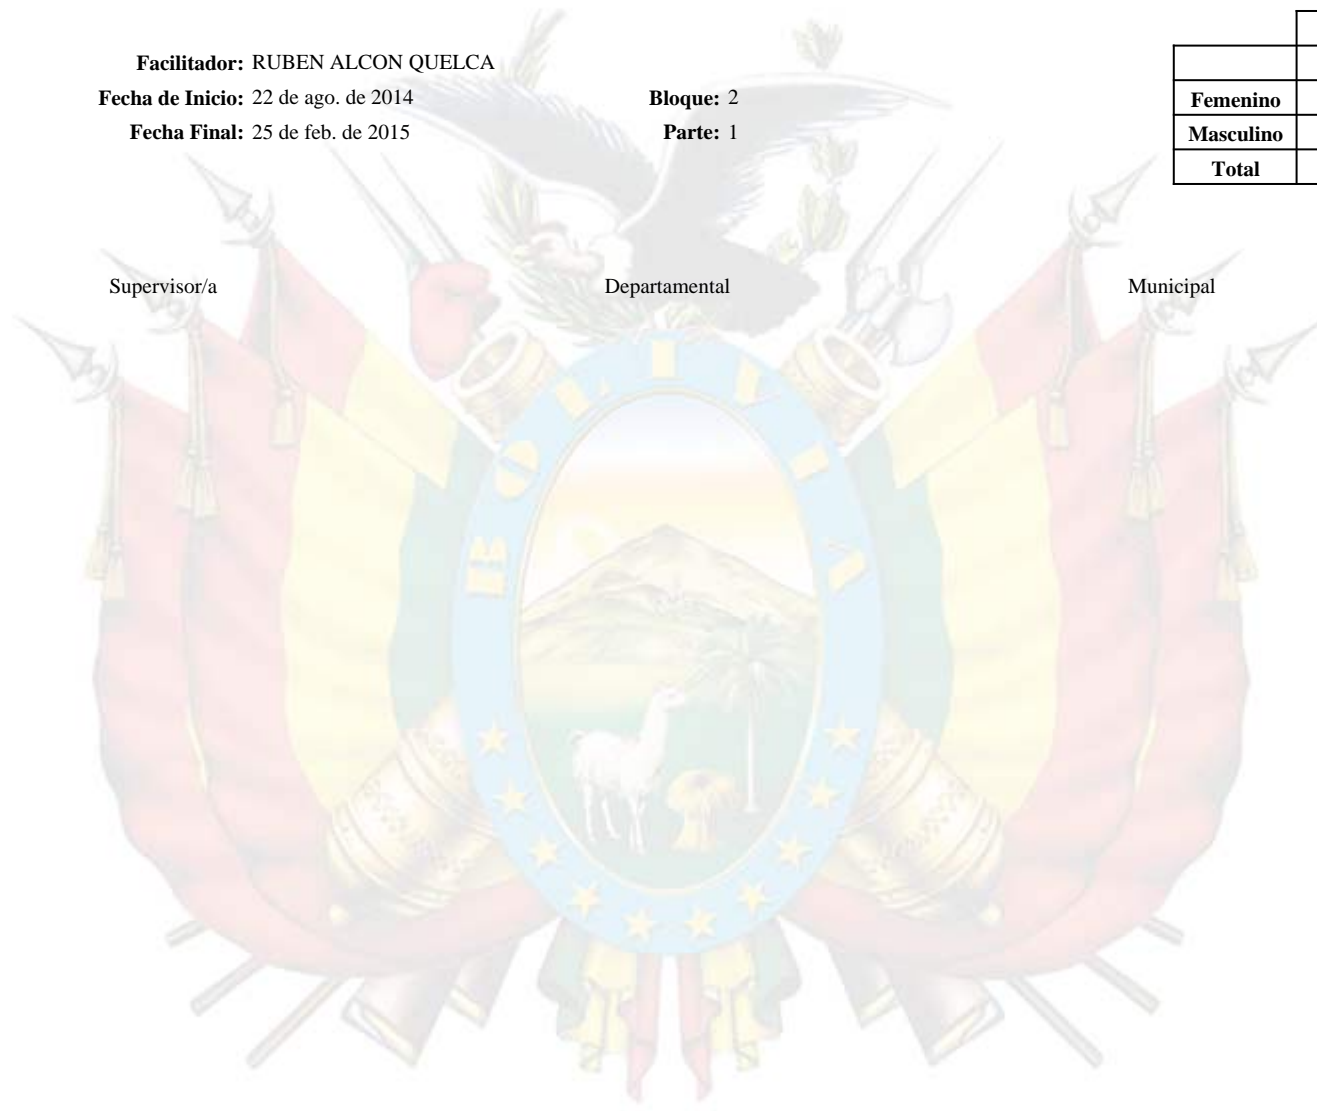 Facilitador: RUBEN ALCON QUELCA
Fecha de Inicio: 22 de ago. de 2014 Bloque: 2
Fecha Final: 25 de feb. de 2015 Parte: 1
Femenino
Masculino
Total
Supervisor/a Departamental Municipal
BOLIVIA